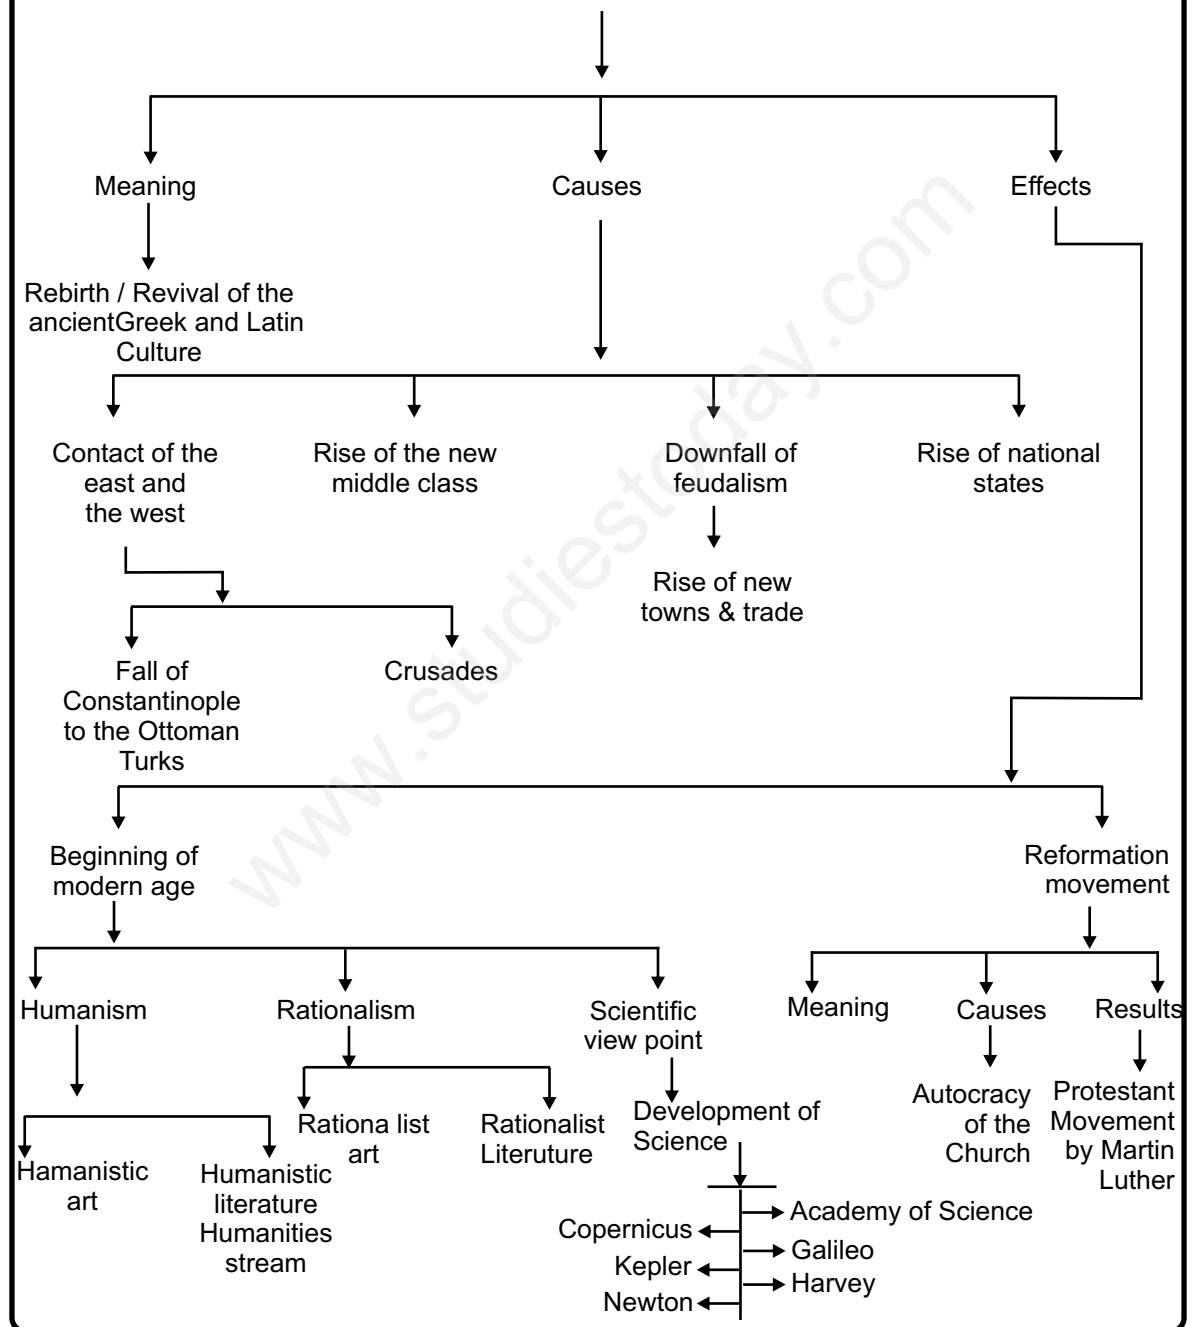 Meaning
Causes
Effects
Rebirth / Revival of the
ancientGreek and Latin
Culture
Contact of the
east and
the west
Rise of the new
middle class
Downfall of
feudalism
Rise of national
states
Rise of new
towns & trade
Fall of
Constantinople
to the Ottoman
Turks
Crusades
Beginning of
modern age
Reformation
movement
Humanism
Rationalism
Scientific
view point
Meaning
Causes
Results
Hamanistic
art
Humanistic
literature
Humanities
stream
Rationa list
art
Rationalist
Literuture
Development of
Science
Autocracy
of the
Church
Protestant
Movement
by Martin
Luther
Copernicus
Kepler
Newton
Academy of Science
Galileo
Harvey
www.studiestoday.com